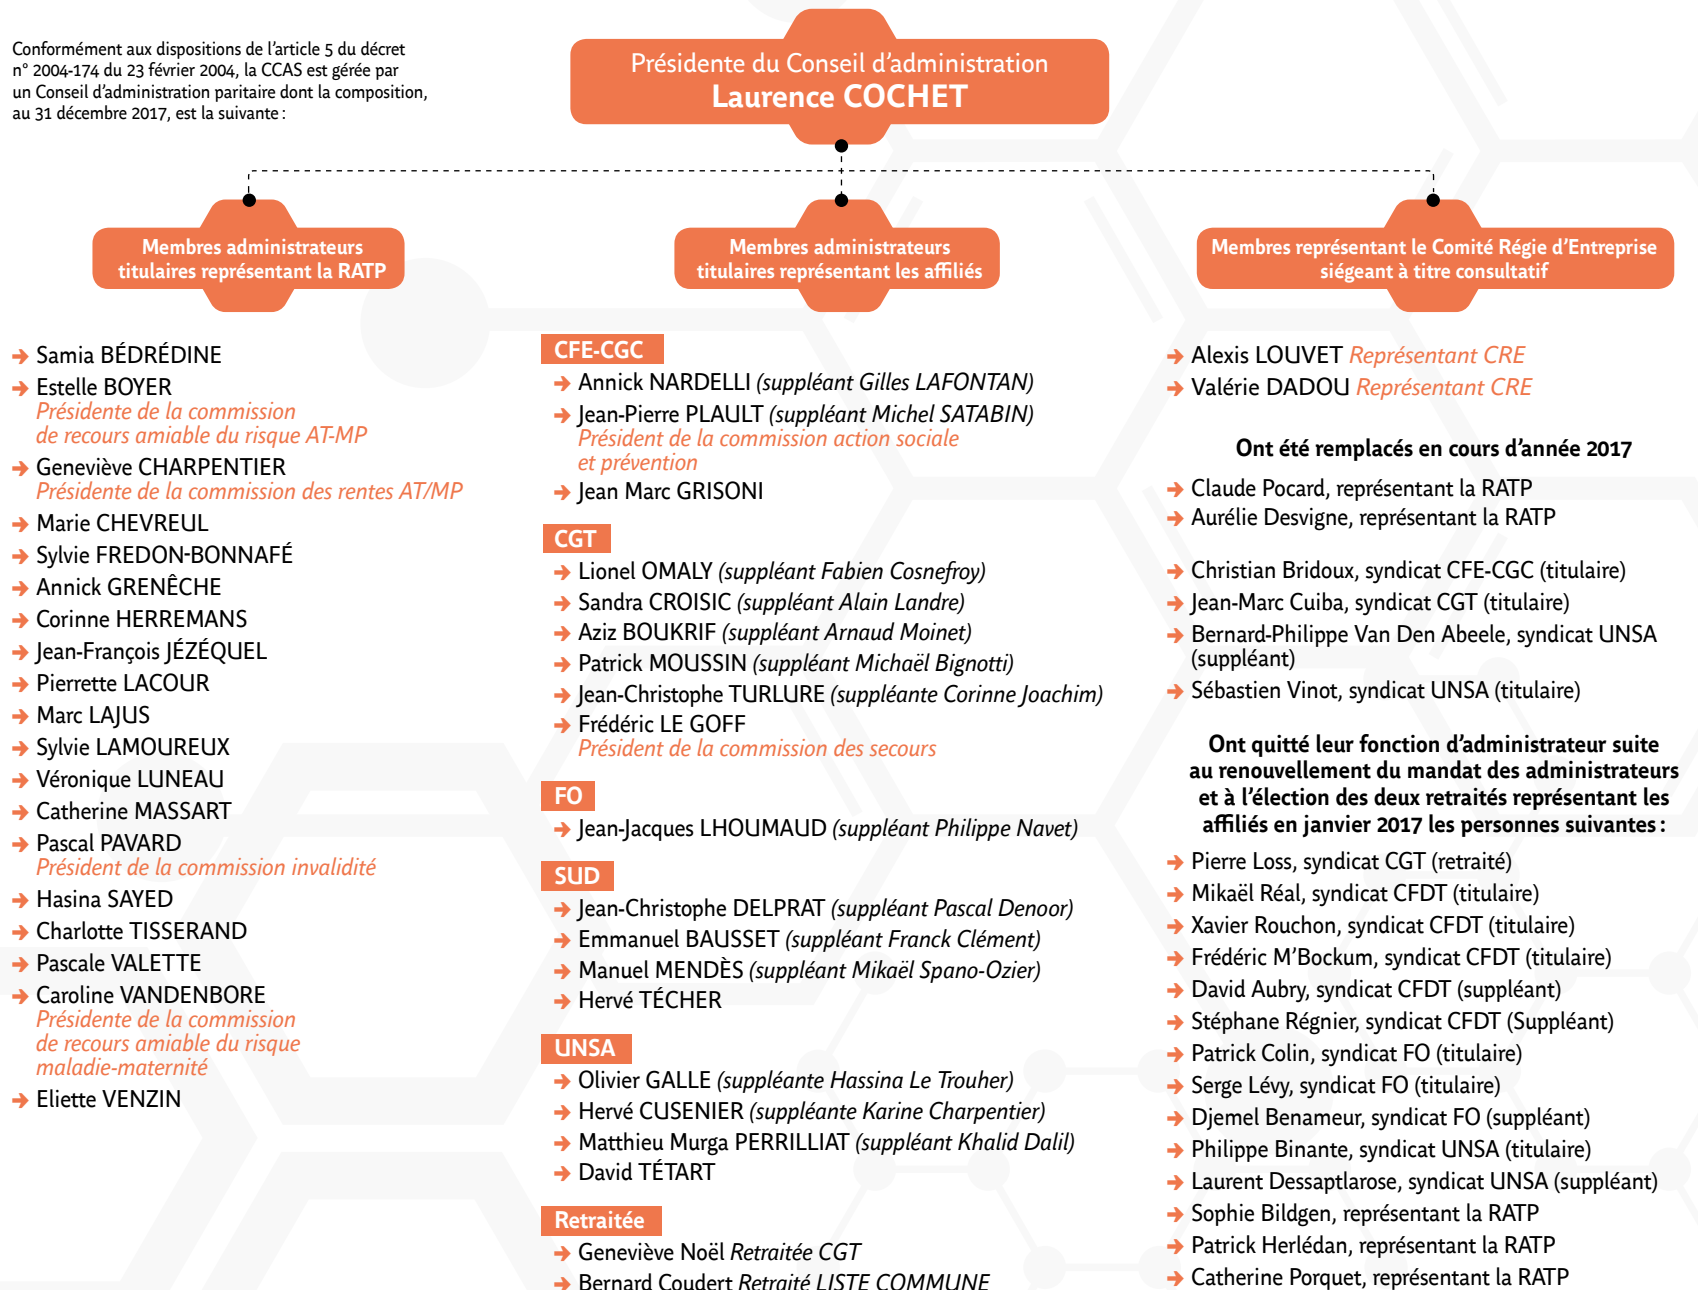 Conformément aux dispositions de l'article 5 du décret
n° 2004-174 du 23 février 2004, la CCAS est gérée par
un Conseil d'administration paritaire dont la composition,
au 31 décembre 2017, est la suivante :
Présidente du Conseil d'administration
Laurence COCHET
Membres administrateurs
titulaires représentant la RATP
Samia BÉDRÉDINE
Estelle BOYER
Présidente de la commission
de recours amiable du risque AT-MP
Geneviève CHARPENTIER
Présidente de la commission des rentes AT/MP
Marie CHEVREUL
Sylvie FREDON-BONNAFÉ
Annick GRENÊCHE
Corinne HERREMANS
Jean-François JÉZÉQUEL
Pierrette LACOUR
Marc LAJUS
Sylvie LAMOUREUX
Véronique LUNEAU
Catherine MASSART
Pascal PAVARD
Président de la commission invalidité
Hasina SAYED
Charlotte TISSERAND
Pascale VALETTE
Caroline VANDENBORE
Présidente de la commission
de recours amiable du risque
maladie-maternité
Eliette VENZIN
Membres administrateurs
titulaires représentant les affiliés
CFE-CGC
Annick NARDELLI (suppléant Gilles LAFONTAN)
Jean-Pierre PLAULT (suppléant Michel SATABIN)
Président de la commission action sociale
et prévention
Jean Marc GRISONI
CGT
Lionel OMALY (suppléant Fabien Cosnefroy)
Sandra CROISIC (suppléant Alain Landre)
Aziz BOUKRIF (suppléant Arnaud Moinet)
Patrick MOUSSIN (suppléant Michaël Bignotti)
Jean-Christophe TURLURE (suppléante Corinne Joachim)
Frédéric LE GOFF
Président de la commission des secours
FO
Jean-Jacques LHOUMAUD (suppléant Philippe Navet)
SUD
Jean-Christophe DELPRAT (suppléant Pascal Denoor)
Emmanuel BAUSSET (suppléant Franck Clément)
Manuel MENDÈS (suppléant Mikaël Spano-Ozier)
Hervé TÉCHER
UNSA
Olivier GALLE (suppléante Hassina Le Trouher)
Hervé CUSENIER (suppléante Karine Charpentier)
Matthieu Murga PERRILLIAT (suppléant Khalid Dalil)
David TÉTART
Retraitée
Geneviève Noël Retraitée CGT
Bernard Coudert Retraité LISTE COMMUNE
Membres représentant le Comité Régie d'Entreprise
siégeant à titre consultatif
Alexis LOUVET Représentant CRE
Valérie DADOU Représentant CRE
Ont été remplacés en cours d'année 2017
Claude Pocard, représentant la RATP
Aurélie Desvigne, représentant la RATP
Christian Bridoux, syndicat CFE-CGC (titulaire)
Jean-Marc Cuiba, syndicat CGT (titulaire)
Bernard-Philippe Van Den Abeele, syndicat UNSA
(suppléant)
Sébastien Vinot, syndicat UNSA (titulaire)
Ont quitté leur fonction d'administrateur suite
au renouvellement du mandat des administrateurs
et à l'élection des deux retraités représentant les
affiliés en janvier 2017 les personnes suivantes :
Pierre Loss, syndicat CGT (retraité)
Mikaël Réal, syndicat CFDT (titulaire)
Xavier Rouchon, syndicat CFDT (titulaire)
Frédéric M'Bockum, syndicat CFDT (titulaire)
David Aubry, syndicat CFDT (suppléant)
Stéphane Régnier, syndicat CFDT (Suppléant)
Patrick Colin, syndicat FO (titulaire)
Serge Lévy, syndicat FO (titulaire)
Djemel Benameur, syndicat FO (suppléant)
Philippe Binante, syndicat UNSA (titulaire)
Laurent Dessaptlarose, syndicat UNSA (suppléant)
Sophie Bildgen, représentant la RATP
Patrick Herlédan, représentant la RATP
Catherine Porquet, représentant la RATP